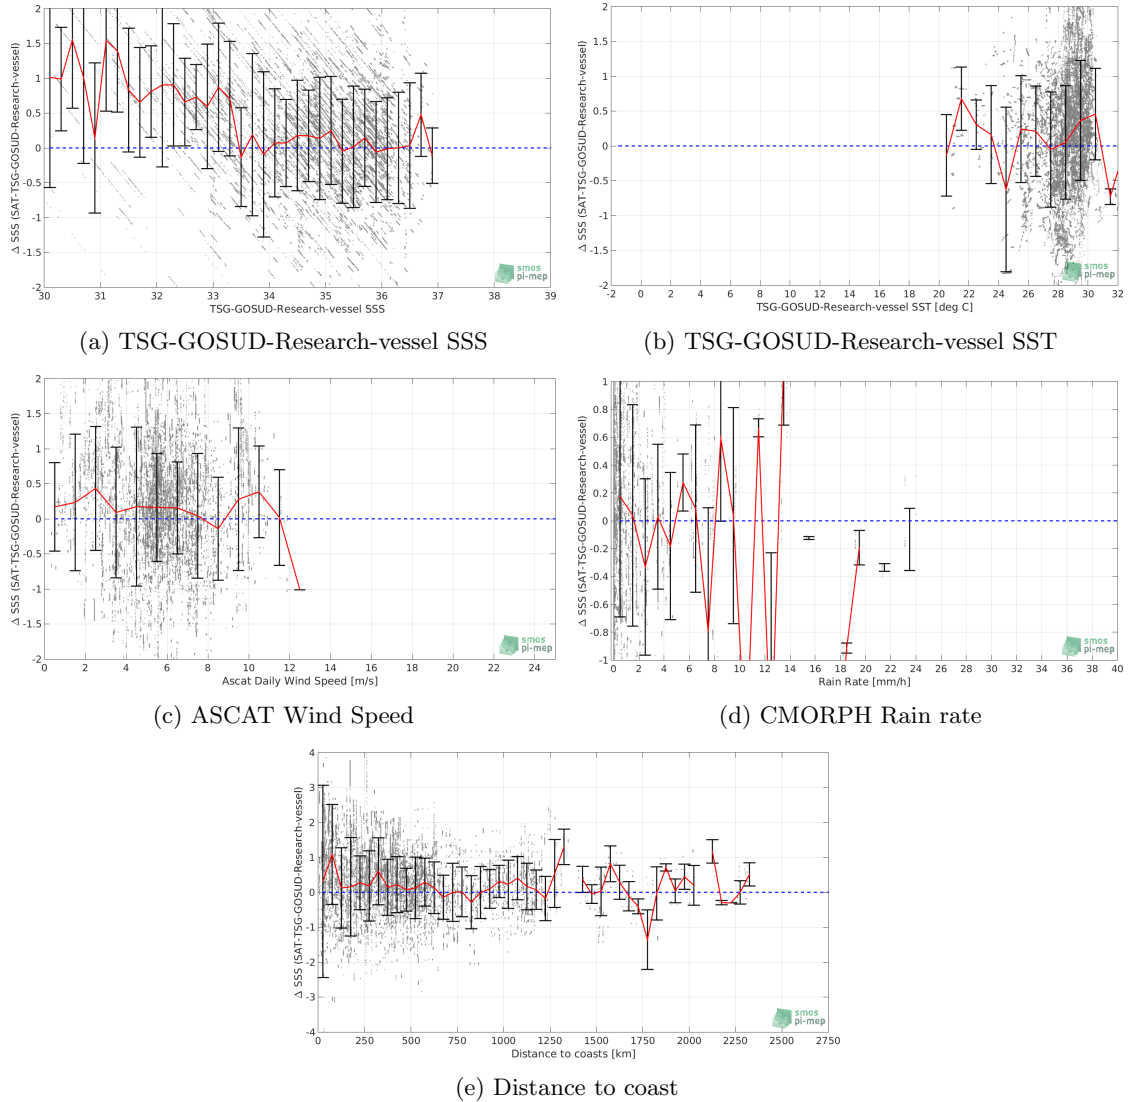 Δ SSS (SAT-TSG-GOSUD-Research-vessel)
2
1.5
1
0.5
0
-0.5
-1
-1.5
-2
30 31 32 33 34 35 36 37 38 39
TSG-GOSUD-Research-vessel SSS
smos
pi-mep
(a) TSG-GOSUD-Research-vessel SSS
Δ SSS (SAT-TSG-GOSUD-Research-vessel)
2
1.5
1
0.5
0
-0.5
-1
-1.5
-2
-2 0 2 4 6 8 10 12 14 16 18 20 22 24 26 28 30 32
TSG-GOSUD-Research-vessel SST [deg C]
smos
pi-mep
(b) TSG-GOSUD-Research-vessel SST
Δ SSS (SAT-TSG-GOSUD-Research-vessel)
2
1.5
1
0.5
0
-0.5
-1
-1.5
-2
0 2 4 6 8 10 12 14 16 18 20 22 24
Ascat Daily Wind Speed [m/s]
smos
pi-mep
(c) ASCAT Wind Speed
Δ SSS (SAT-TSG-GOSUD-Research-vessel)
1
0.8
0.6
0.4
0.2
0
-0.2
-0.4
-0.6
-0.8
-1
0 2 4 6 8 10 12 14 16 18 20 22 24 26 28 30 32 34 36 38 40
Rain Rate [mm/h]
smos
pi-mep
(d) CMORPH Rain rate
Δ SSS (SAT-TSG-GOSUD-Research-vessel)
4
3
2
1
0
-1
-2
-3
-4
0 250 500 750 1000 1250 1500 1750 2000 2250 2500 2750
Distance to coasts [km]
smos
pi-mep
(e) Distance to coast